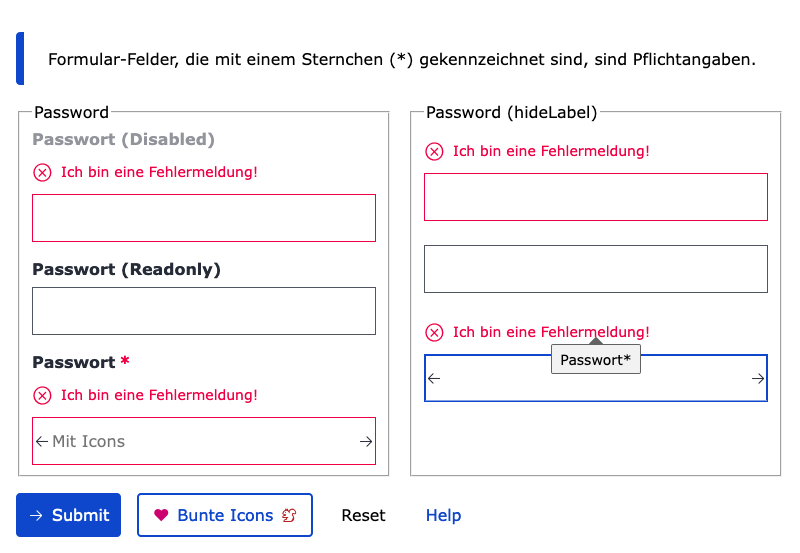 Formular-Felder, die mit einem Sternchen (*) gekennzeichnet sind, sind Pflichtangaben.
Password
Passwort (Disabled)
Ich bin eine Fehlermeldung!
Passwort (Readonly)
Passwort *
Ich bin eine Fehlermeldung!
Mit Icons
Password (hideLabel)
Ich bin eine Fehlermeldung!
Ich bin eine Fehlermeldung!
Passwort*
Submit
Bunte Icons
Reset
Help